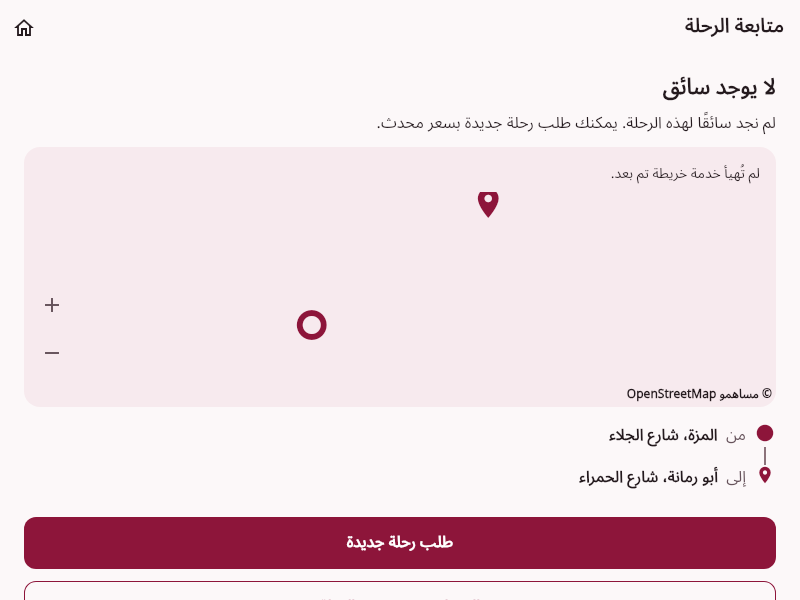 متابعة الرحلة
لا يوجد سائق
لم نجد سائقًا لهذه الرحلة. يمكنك طلب رحلة جديدة بسعر محدث.
لم تُهيأ خدمة خريطة تم بعد.
© مساهمو OpenStreetMap
من المزة، شارع الجلاء
إلى أبو رمانة، شارع الحمراء
طلب رحلة جديدة